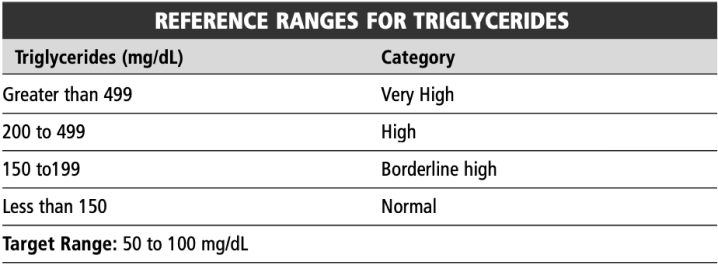 REFERENCE RANGES FOR TRIGLYCERIDES
Triglycerides (mg/dL) Category
Greater than 499 Very High
200 to 499 High
150 to199 Borderline high
Less than 150 Normal
Target Range: 50 to 100 mg/dL